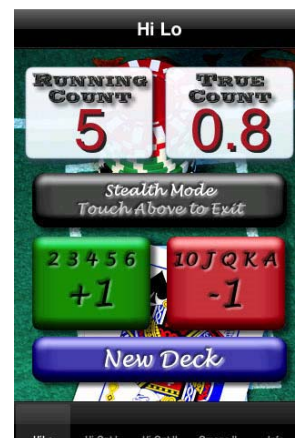 Hi Lo
RUNNING COUNT
5
TRUE COUNT
0.8
Stealth Mode
Touch Above to Exit
2 3 4 5 6
+1
10 J Q K A
-1
New Deck